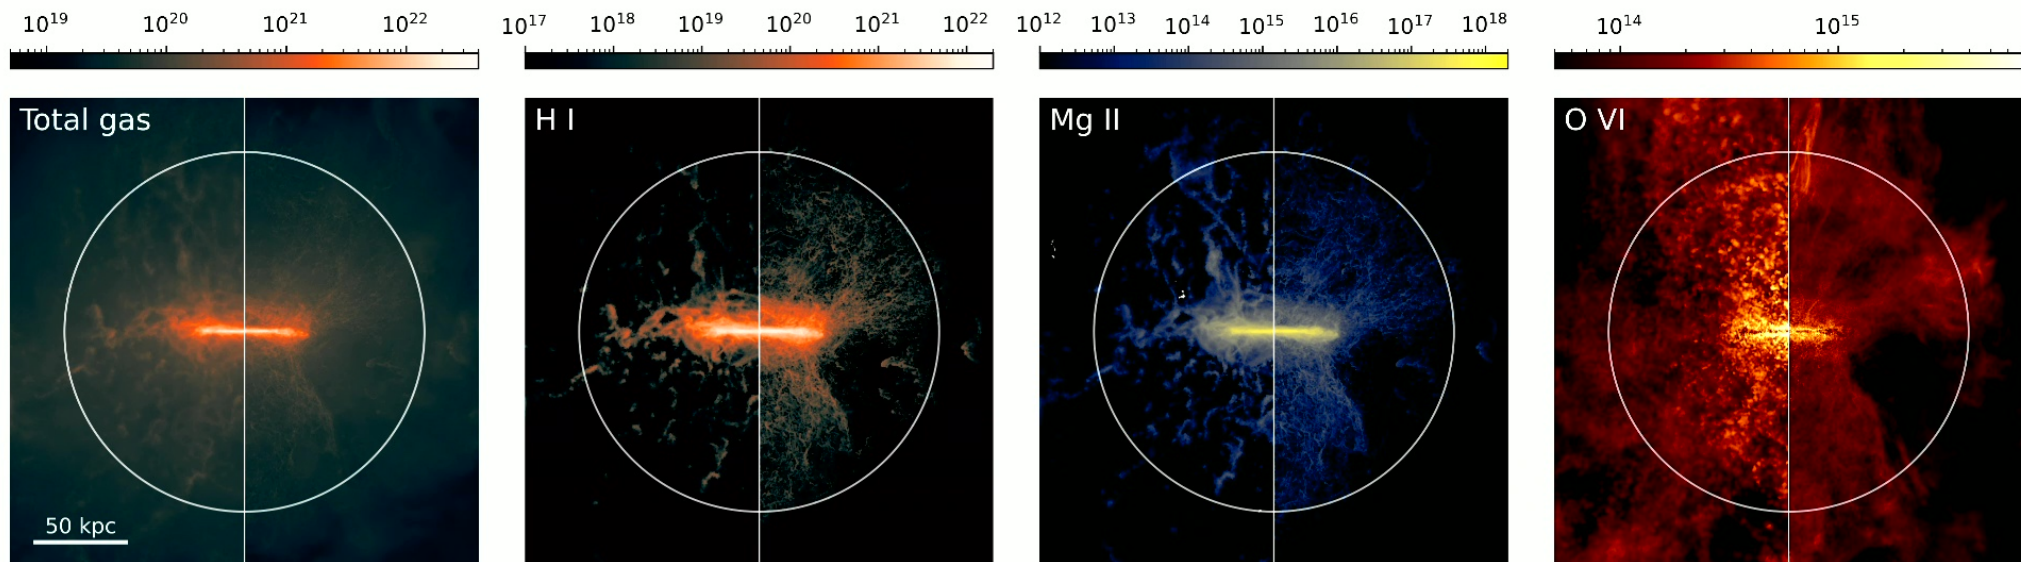 10¹⁹ 10²⁰ 10²¹ 10²²
10¹⁷ 10¹⁸ 10¹⁹ 10²⁰ 10²¹ 10²²
10¹² 10¹³ 10¹⁴ 10¹⁵ 10¹⁶ 10¹⁷ 10¹⁸
10¹⁴ 10¹⁵
Total gas
H I
Mg II
O VI
50 kpc